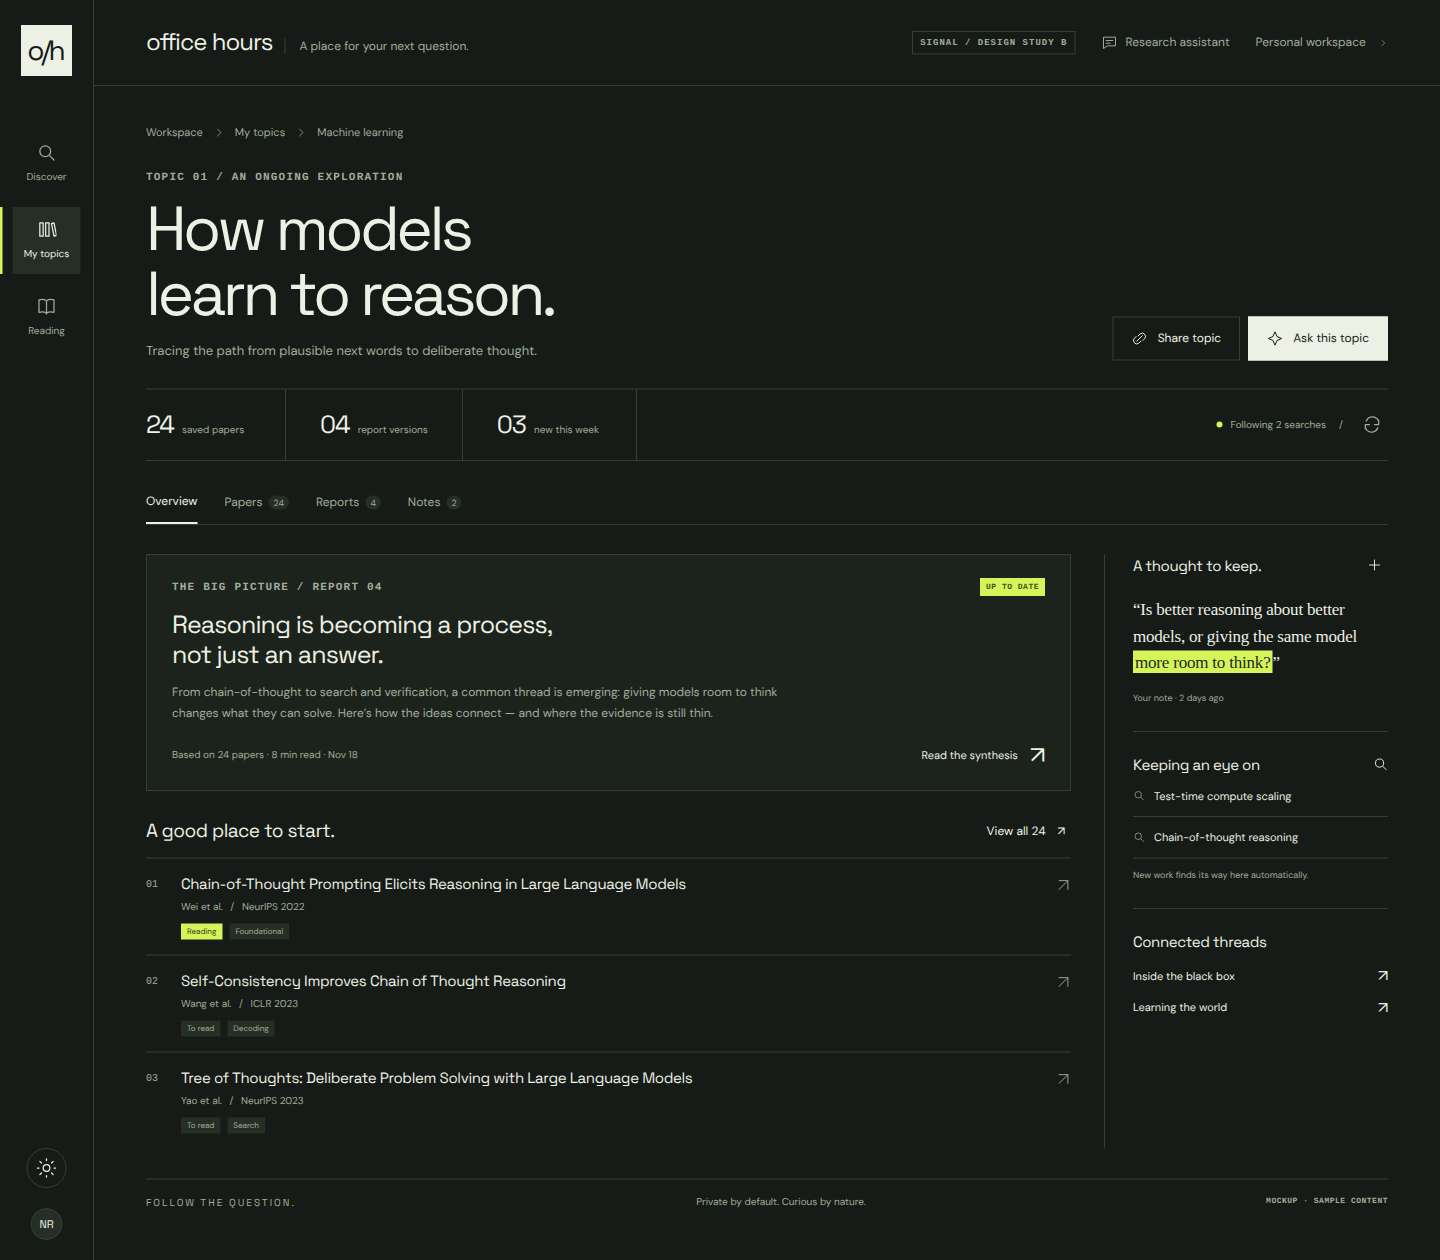 o/h
office hours
A place for your next question.
SIGNAL / DESIGN STUDY B
Research assistant
Personal workspace
Discover
My topics
Reading
Workspace
My topics
Machine learning
TOPIC 01 / AN ONGOING EXPLORATION
How models
learn to reason.
Tracing the path from plausible next words to deliberate thought.
Share topic
Ask this topic
24 saved papers
04 report versions
03 new this week
Following 2 searches /
Overview
Papers 24
Reports 4
Notes 2
THE BIG PICTURE / REPORT 04
UP TO DATE
Reasoning is becoming a process,
not just an answer.
From chain-of-thought to search and verification, a common thread is emerging: giving models room to think
changes what they can solve. Here's how the ideas connect — and where the evidence is still thin.
Based on 24 papers · 8 min read · Nov 18
Read the synthesis
A good place to start.
View all 24
01 Chain-of-Thought Prompting Elicits Reasoning in Large Language Models
Wei et al. / NeurIPS 2022
Reading Foundational
02 Self-Consistency Improves Chain of Thought Reasoning
Wang et al. / ICLR 2023
To read Decoding
03 Tree of Thoughts: Deliberate Problem Solving with Large Language Models
Yao et al. / NeurIPS 2023
To read Search
A thought to keep.
“Is better reasoning about better
models, or giving the same model
more room to think?”
Your note · 2 days ago
Keeping an eye on
Test-time compute scaling
Chain-of-thought reasoning
New work finds its way here automatically.
Connected threads
Inside the black box
Learning the world
NR
FOLLOW THE QUESTION.
Private by default. Curious by nature.
MOCKUP · SAMPLE CONTENT